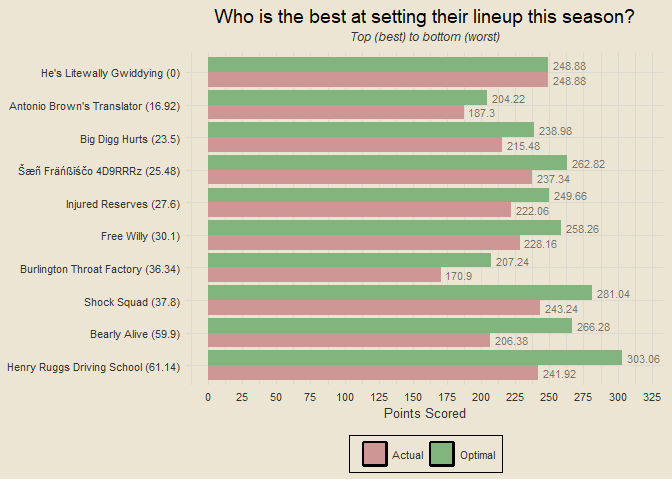 Who is the best at setting their lineup this season?
Top (best) to bottom (worst)
He's Litewally Gwiddying (0)
248.88
248.88
Antonio Brown's Translator (16.92)
204.22
187.3
Big Digg Hurts (23.5)
238.98
215.48
Šæñ Fráńßiśčo 4D9RRRz (25.48)
262.82
237.34
Injured Reserves (27.6)
249.66
222.06
Free Willy (30.1)
258.26
228.16
Burlington Throat Factory (36.34)
207.24
170.9
Shock Squad (37.8)
281.04
243.24
Bearly Alive (59.9)
266.28
206.38
Henry Ruggs Driving School (61.14)
303.06
241.92
0 25 50 75 100 125 150 175 200 225 250 275 300 325
Points Scored
Actual Optimal